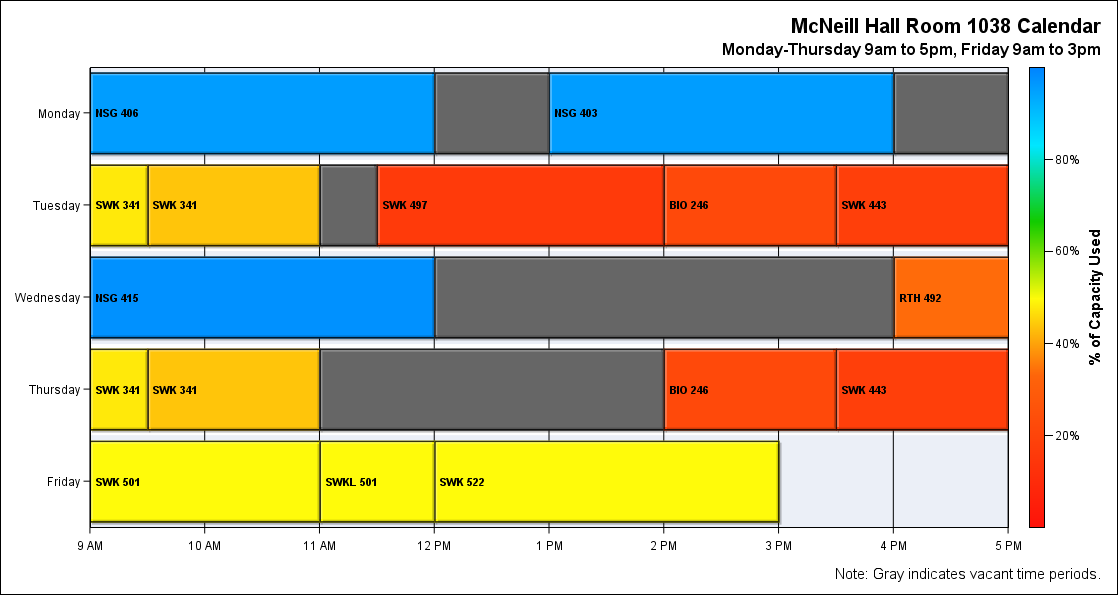 McNeill Hall Room 1038 Calendar
Monday-Thursday 9am to 5pm, Friday 9am to 3pm
Monday
NSG 406
NSG 403
Tuesday
SWK 341
SWK 341
SWK 497
BIO 246
SWK 443
Wednesday
NSG 415
RTH 492
Thursday
SWK 341
SWK 341
BIO 246
SWK 443
Friday
SWK 501
SWKL 501
SWK 522
80%
60%
40%
20%
% of Capacity Used
9 AM
10 AM
11 AM
12 PM
1 PM
2 PM
3 PM
4 PM
5 PM
Note: Gray indicates vacant time periods.